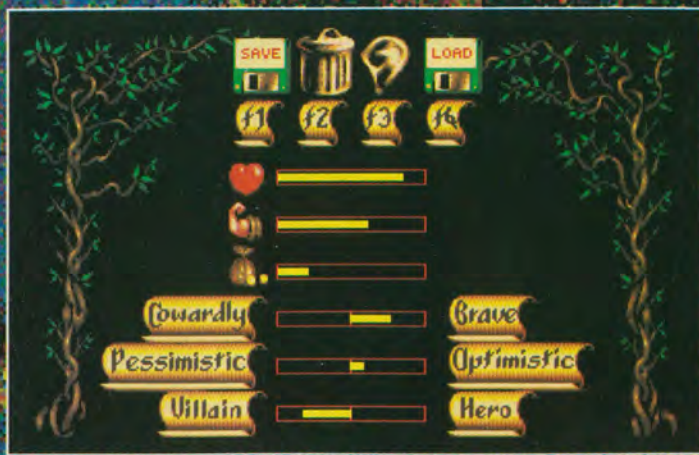 SAVE LOAD
f1 f2 f3 f6
Cowardly Brave
Pessimistic Optimistic
Villain Hero